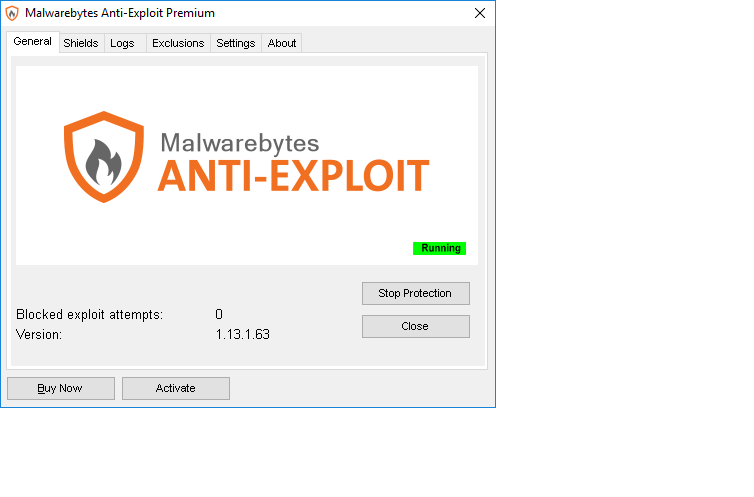 Malwarebytes Anti-Exploit Premium
General Shields Logs Exclusions Settings About
Malwarebytes
ANTI-EXPLOIT
Running
Stop Protection
Blocked exploit attempts: 0
Close
Version: 1.13.1.63
Buy Now Activate